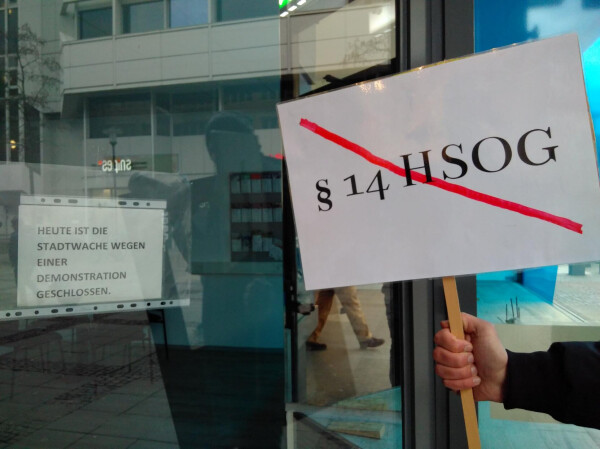 HEUTE IST DIE
STADTWACHE WEGEN
EINER
DEMONSTRATION
GESCHLOSSEN.
§ 14 HSOG